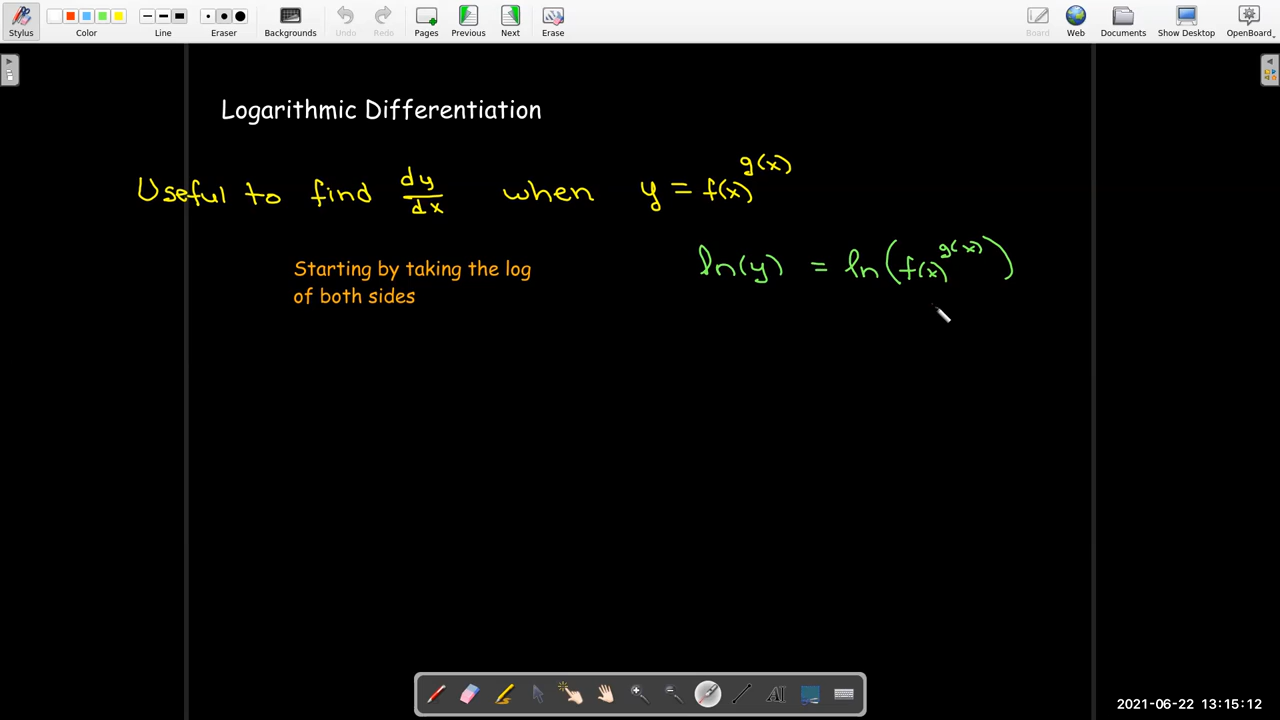 Stylus Color Line Eraser Backgrounds Undo Redo Pages Previous Next Erase Board Web Documents Show Desktop OpenBoard
Logarithmic Differentiation
Useful to find dy/dx when y = f(x)^g(x)
Starting by taking the log
of both sides
ln(y) = ln(f(x)^g(x))
2021-06-22 13:15:12